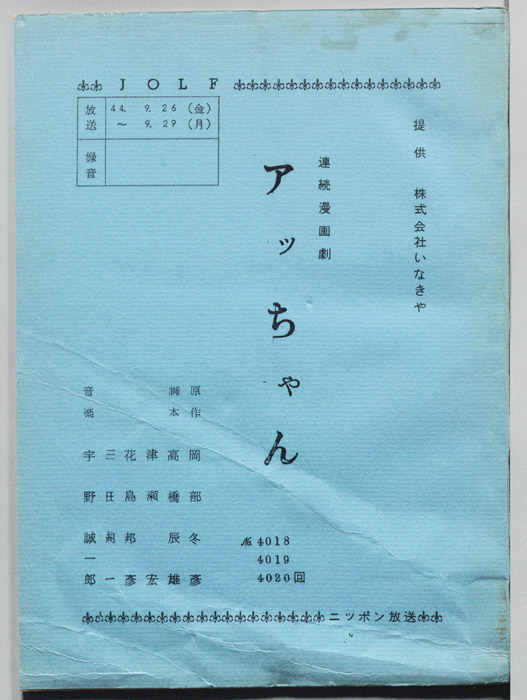 JOLF
放送 44. 9. 26（金）
～ 9. 29（月）
録音
提供 株式会社いなきや
連続漫画劇
アッちゃん
原作 岡部冬彦
脚本 高橋辰雄
津瀬宏
花島邦彦
三田純一
音楽 宇野誠一郎
№4018
4019
4020回
ニッポン放送